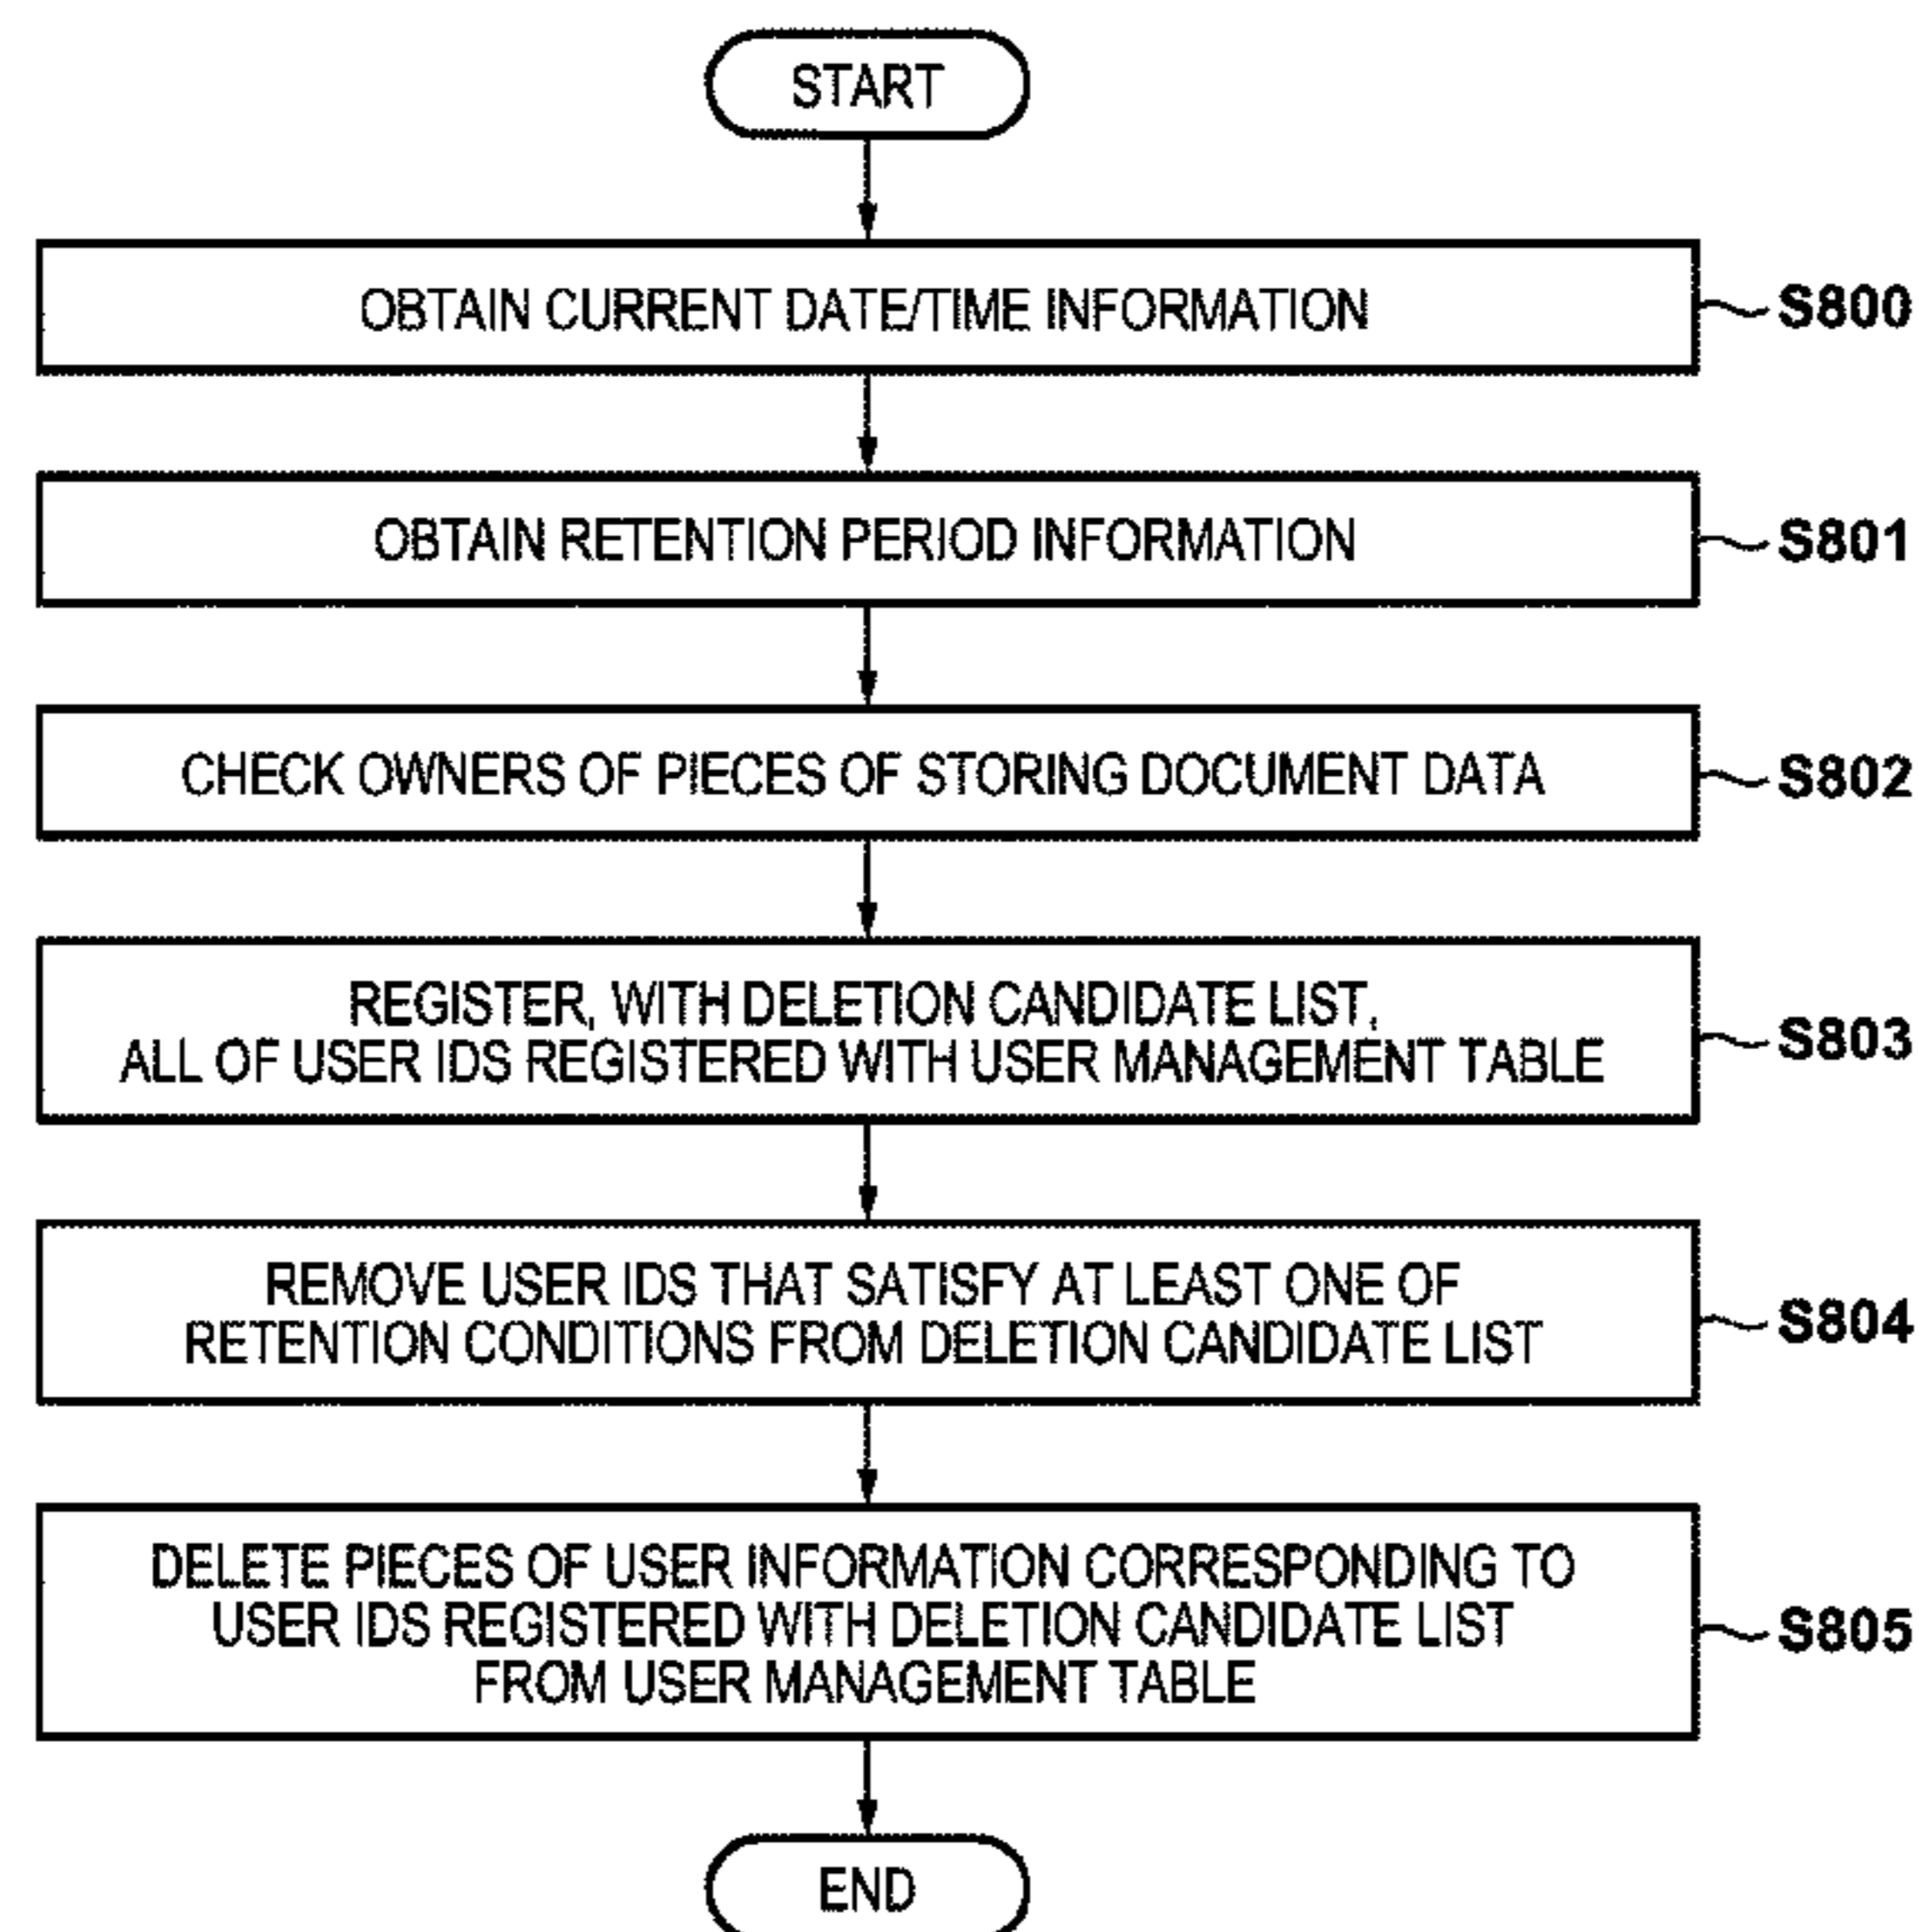 START
OBTAIN CURRENT DATE/TIME INFORMATION
S800
OBTAIN RETENTION PERIOD INFORMATION
S801
CHECK OWNERS OF PIECES OF STORING DOCUMENT DATA
S802
REGISTER, WITH DELETION CANDIDATE LIST,
ALL OF USER IDS REGISTERED WITH USER MANAGEMENT TABLE
S803
REMOVE USER IDS THAT SATISFY AT LEAST ONE OF
RETENTION CONDITIONS FROM DELETION CANDIDATE LIST
S804
DELETE PIECES OF USER INFORMATION CORRESPONDING TO
USER IDS REGISTERED WITH DELETION CANDIDATE LIST
FROM USER MANAGEMENT TABLE
S805
END